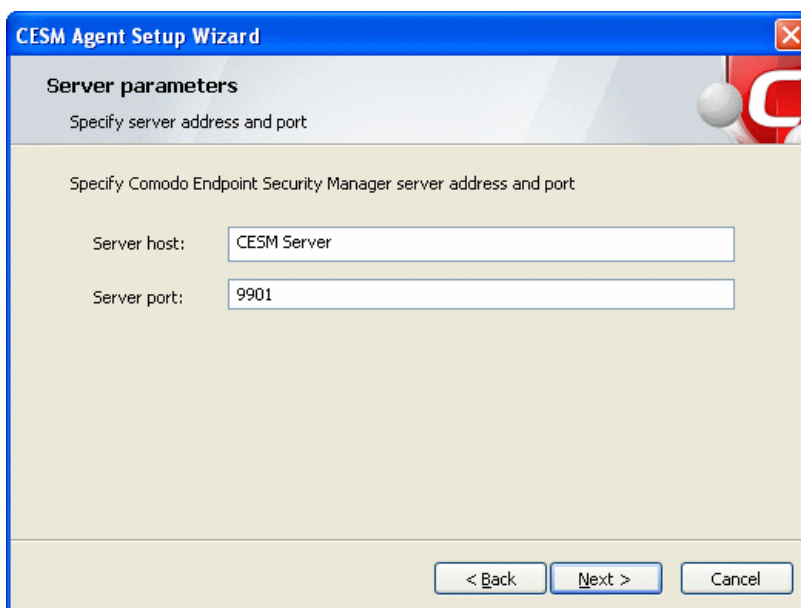 CESM Agent Setup Wizard
Server parameters
Specify server address and port
Specify Comodo Endpoint Security Manager server address and port
Server host: CESM Server
Server port: 9901
< Back Next > Cancel